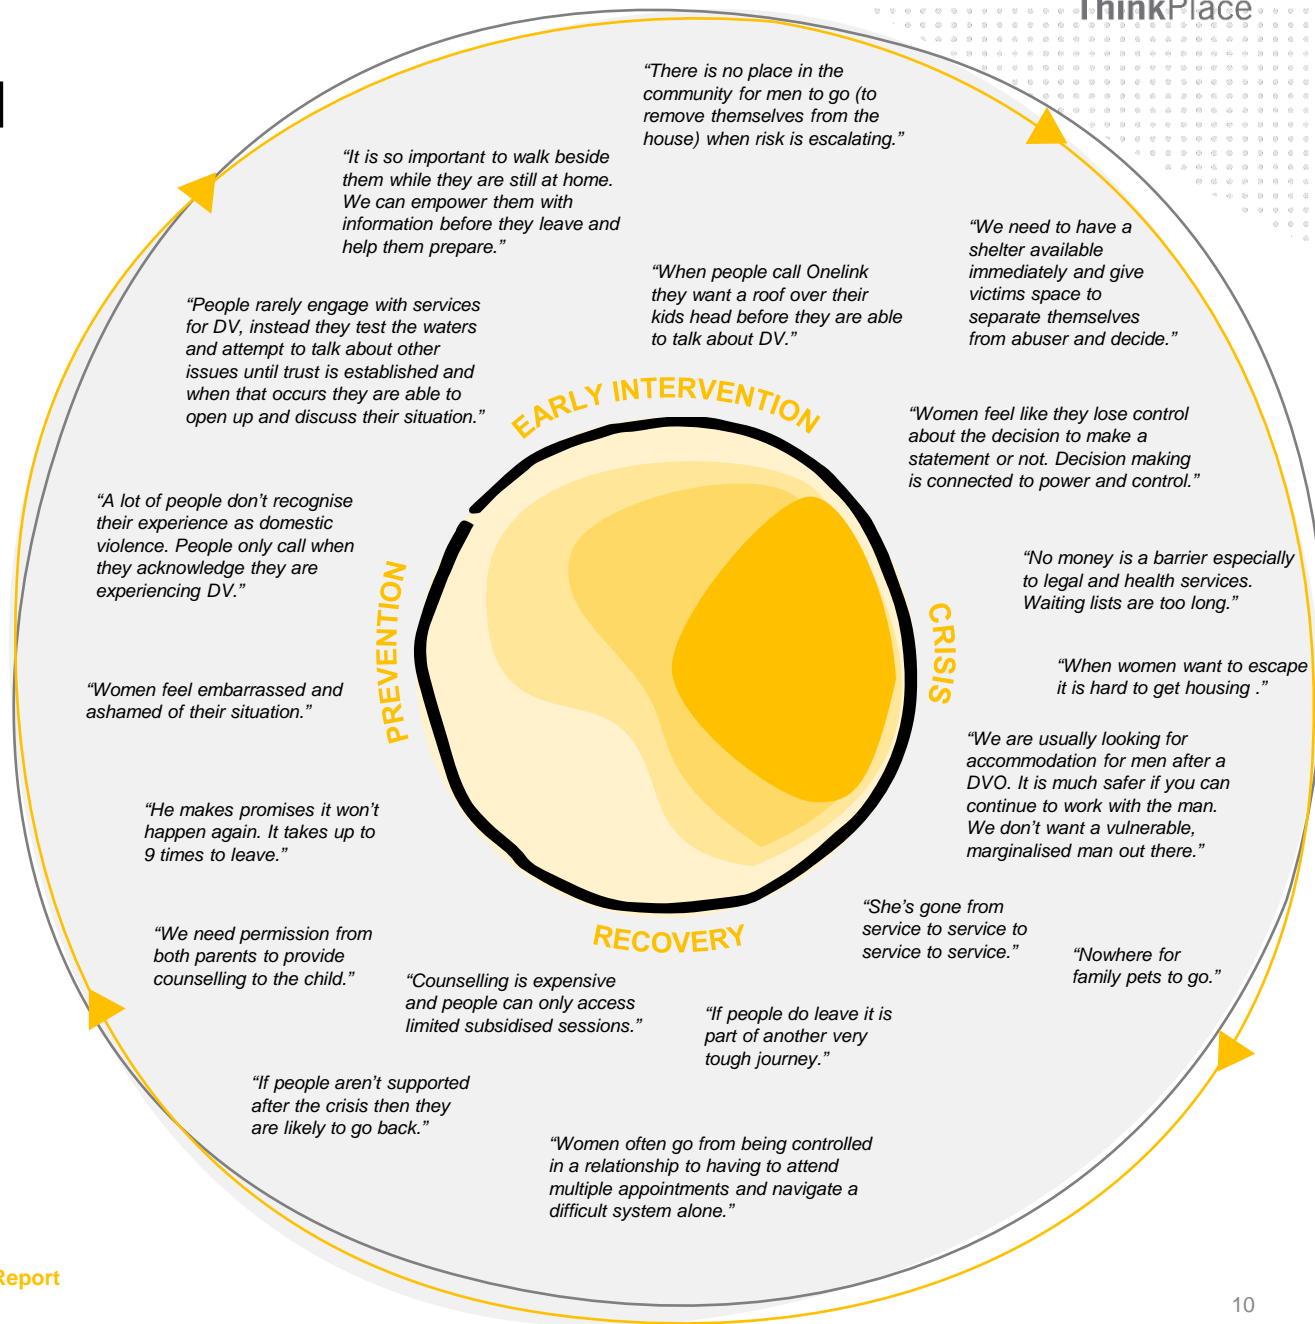 ThinkPlace
“There is no place in the
community for men to go (to
remove themselves from the
house) when risk is escalating.”
“It is so important to walk beside
them while they are still at home.
We can empower them with
information before they leave and
help them prepare.”
“We need to have a
shelter available
immediately and give
victims space to
separate themselves
from abuser and decide.”
“When people call Onelink
they want a roof over their
kids head before they are able
to talk about DV.”
“People rarely engage with services
for DV, instead they test the waters
and attempt to talk about other
issues until trust is established and
when that occurs they are able to
open up and discuss their situation.”
EARLY INTERVENTION
“Women feel like they lose control
about the decision to make a
statement or not. Decision making
is connected to power and control.”
“A lot of people don’t recognise
their experience as domestic
violence. People only call when
they acknowledge they are
experiencing DV.”
“No money is a barrier especially
to legal and health services.
Waiting lists are too long.”
PREVENTION
CRISIS
“When women want to escape
it is hard to get housing .”
“Women feel embarrassed and
ashamed of their situation.”
“We are usually looking for
accommodation for men after a
DVO. It is much safer if you can
continue to work with the man.
We don’t want a vulnerable,
marginalised man out there.”
“He makes promises it won’t
happen again. It takes up to
9 times to leave.”
“She’s gone from
service to service to
service to service.”
RECOVERY
“We need permission from
both parents to provide
counselling to the child.”
“Nowhere for
family pets to go.”
“Counselling is expensive
and people can only access
limited subsidised sessions.”
“If people do leave it is
part of another very
tough journey.”
“If people aren’t supported
after the crisis then they
are likely to go back.”
“Women often go from being controlled
in a relationship to having to attend
multiple appointments and navigate a
difficult system alone.”
Report
10